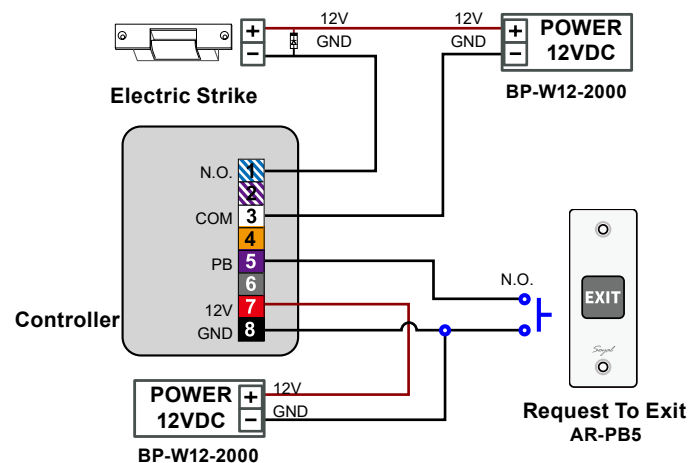 12V
12V
+
GND
GND
+
POWER
−
−
12VDC
BP-W12-2000
Electric Strike
N.O.
1
2
COM
3
4
PB
5
6
12V
7
GND
8
Controller
N.O.
EXIT
Soyal
Request To Exit
AR-PB5
POWER
+
12V
12VDC
−
GND
BP-W12-2000